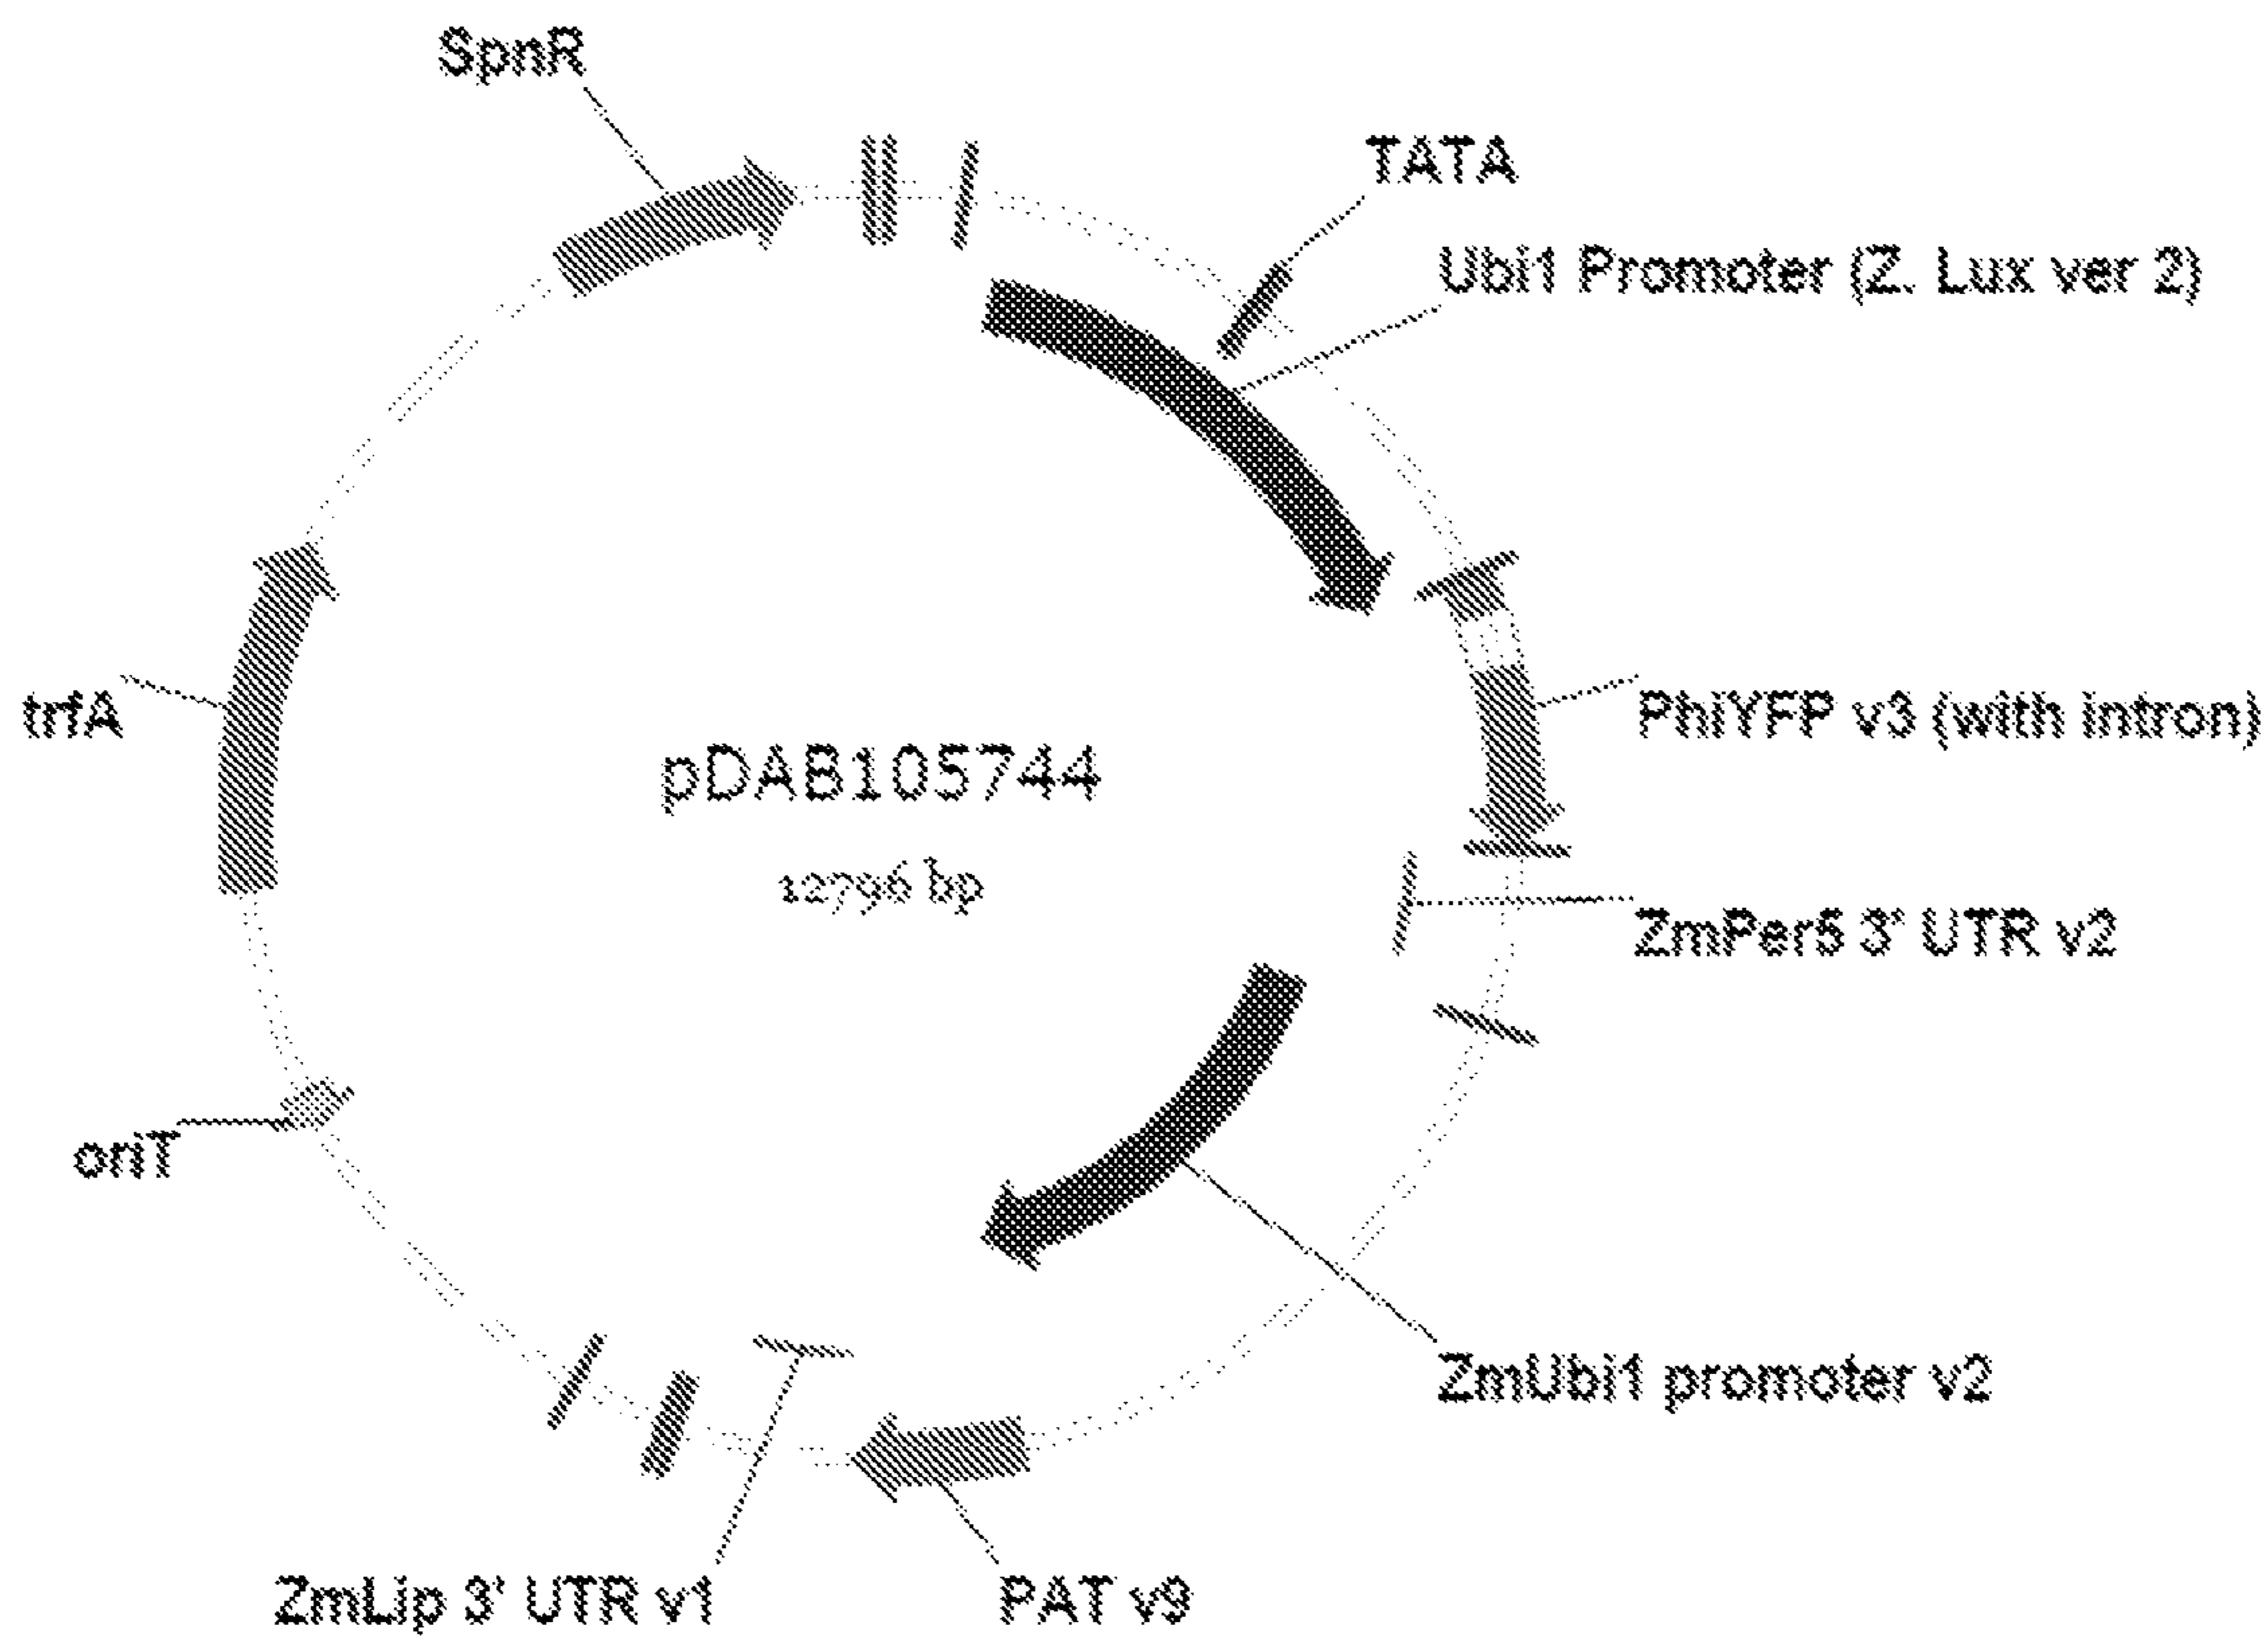 SpnR
TATA
Ubi1 Promoter (Z. Lux ver 2)
trfA
PhiYFP v3 (with intron)
pDAB105744
12796 bp
ZmPer5 3' UTR v2
oriT
ZmUbi1 promoter v2
ZmLip 3' UTR v1
PAT v9